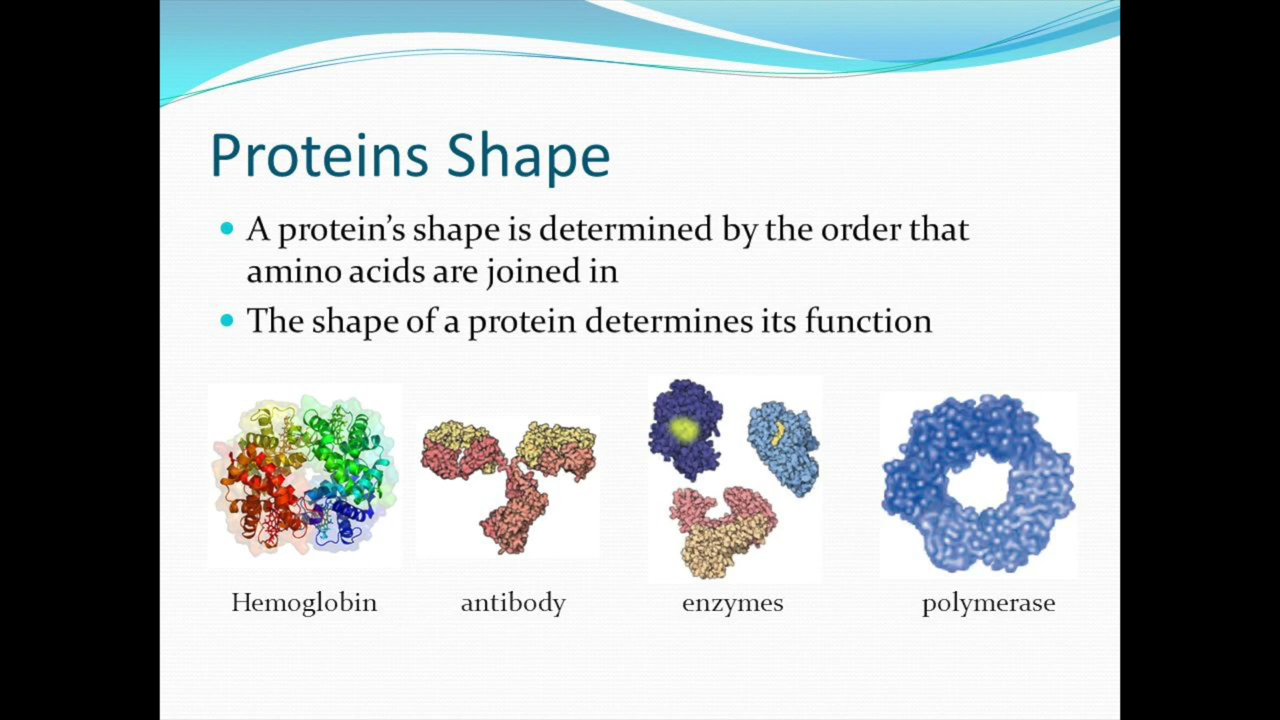 Proteins Shape
• A protein’s shape is determined by the order that
amino acids are joined in
• The shape of a protein determines its function
Hemoglobin
antibody
enzymes
polymerase